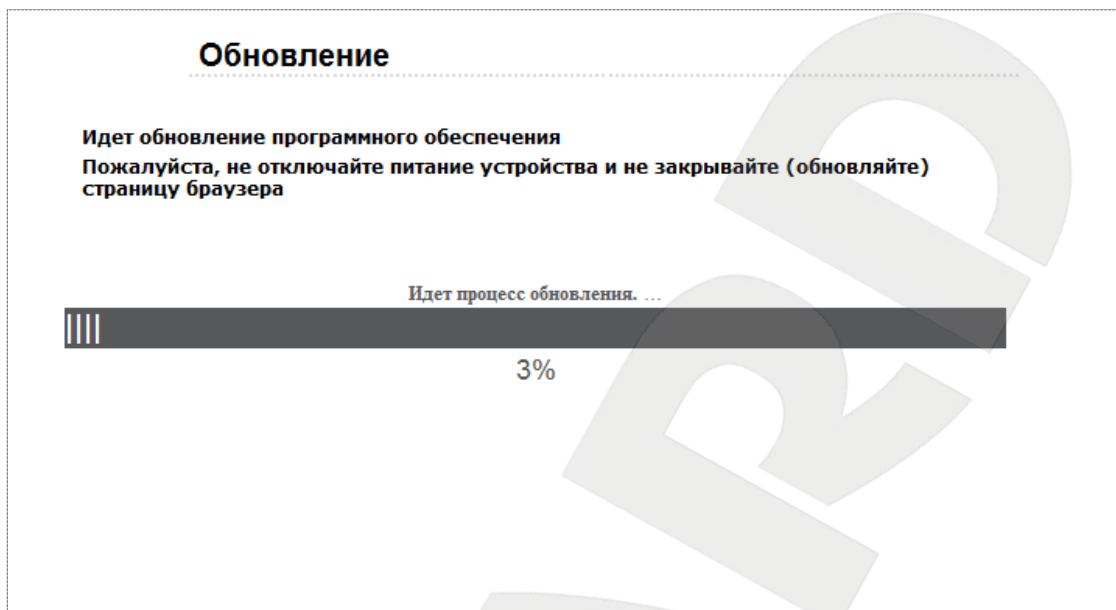 Обновление
Идет обновление программного обеспечения
Пожалуйста, не отключайте питание устройства и не закрывайте (обновляйте)
страницу браузера
Идет процесс обновления. ...
3%
RD